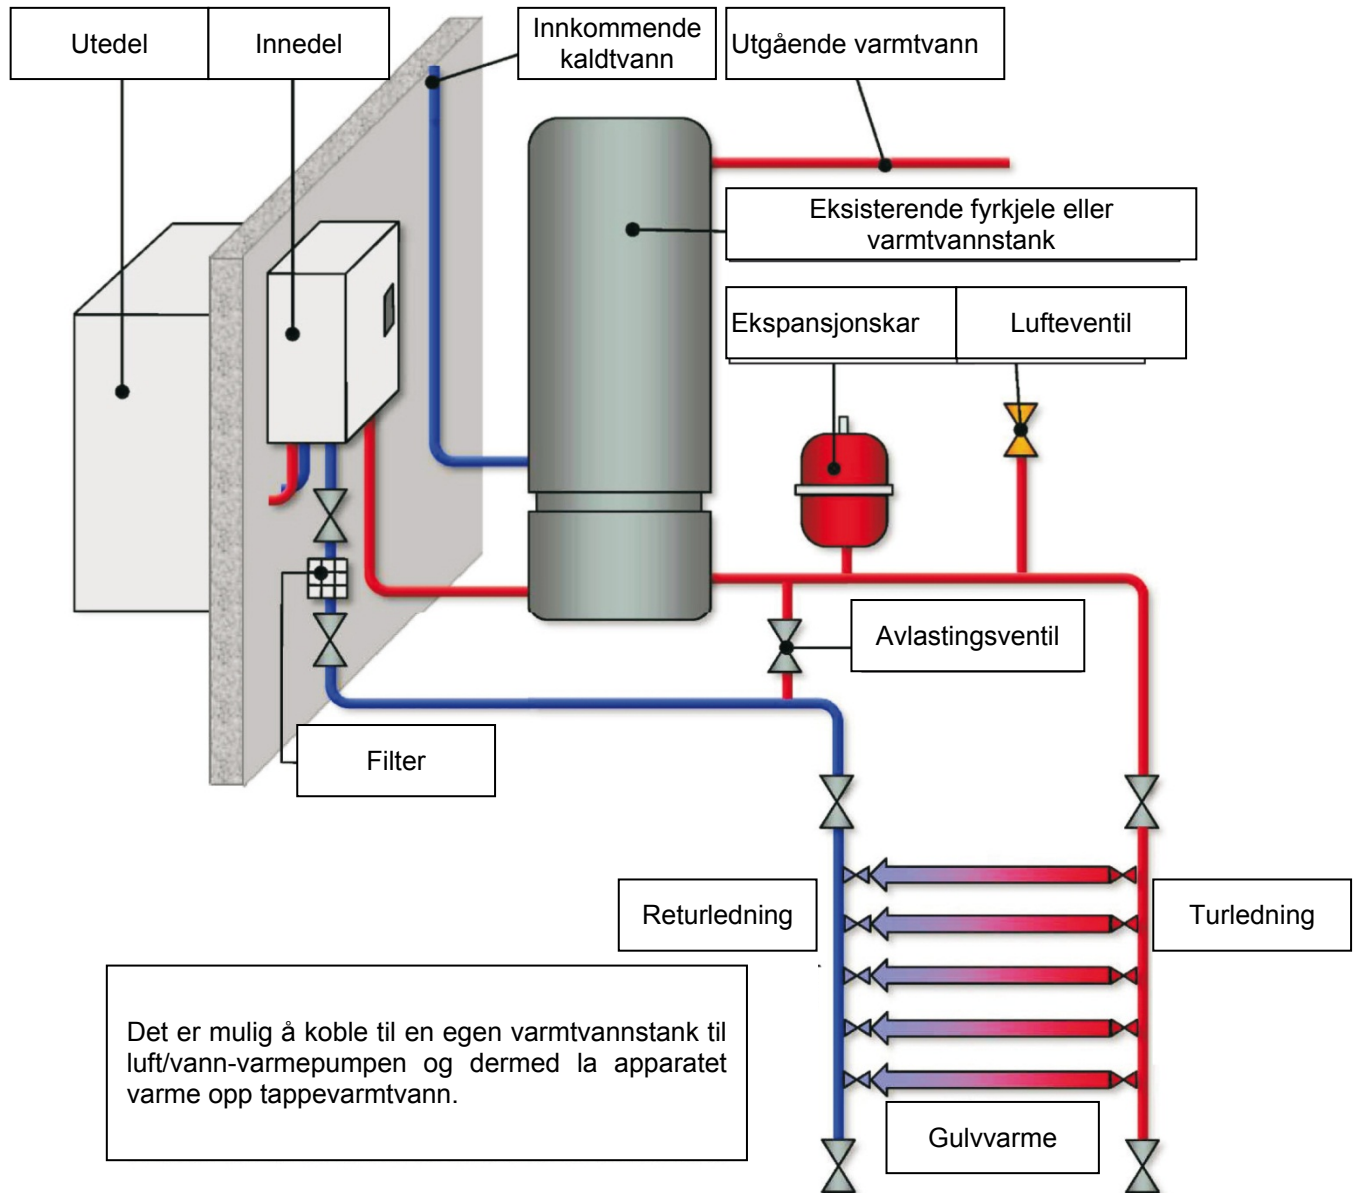 Utedel
Innedel
Innkommende
kaldtvann
Utgående varmtvann
Eksisterende fyrkjele eller
varmtvannstank
Ekspansjonskar
Lufteventil
Avlastingsventil
Filter
Returledning
Turledning
Det er mulig å koble til en egen varmtvannstank til
luft/vann-varmepumpen og dermed la apparatet
varme opp tappevarmtvann.
Gulvvarme